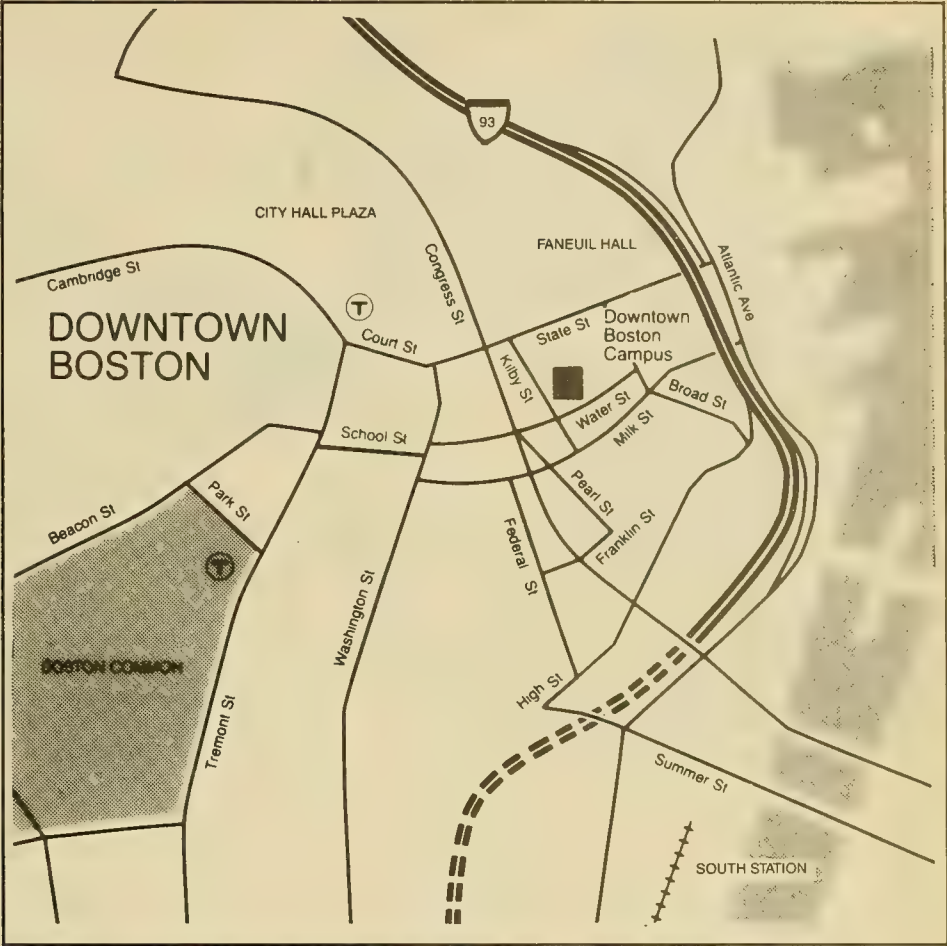 93
CITY HALL PLAZA
FANEUIL HALL
Cambridge St
Congress St
Atlantic Ave
T
DOWNTOWN
BOSTON
Court St
State St
Downtown
Boston
Campus
Kilby St
Water St
Broad St
Milk St
School St
Park St
Beacon St
Pearl St
Franklin St
Federal St
T
Washington St
BOSTON COMMON
High St
Tremont St
Summer St
SOUTH STATION